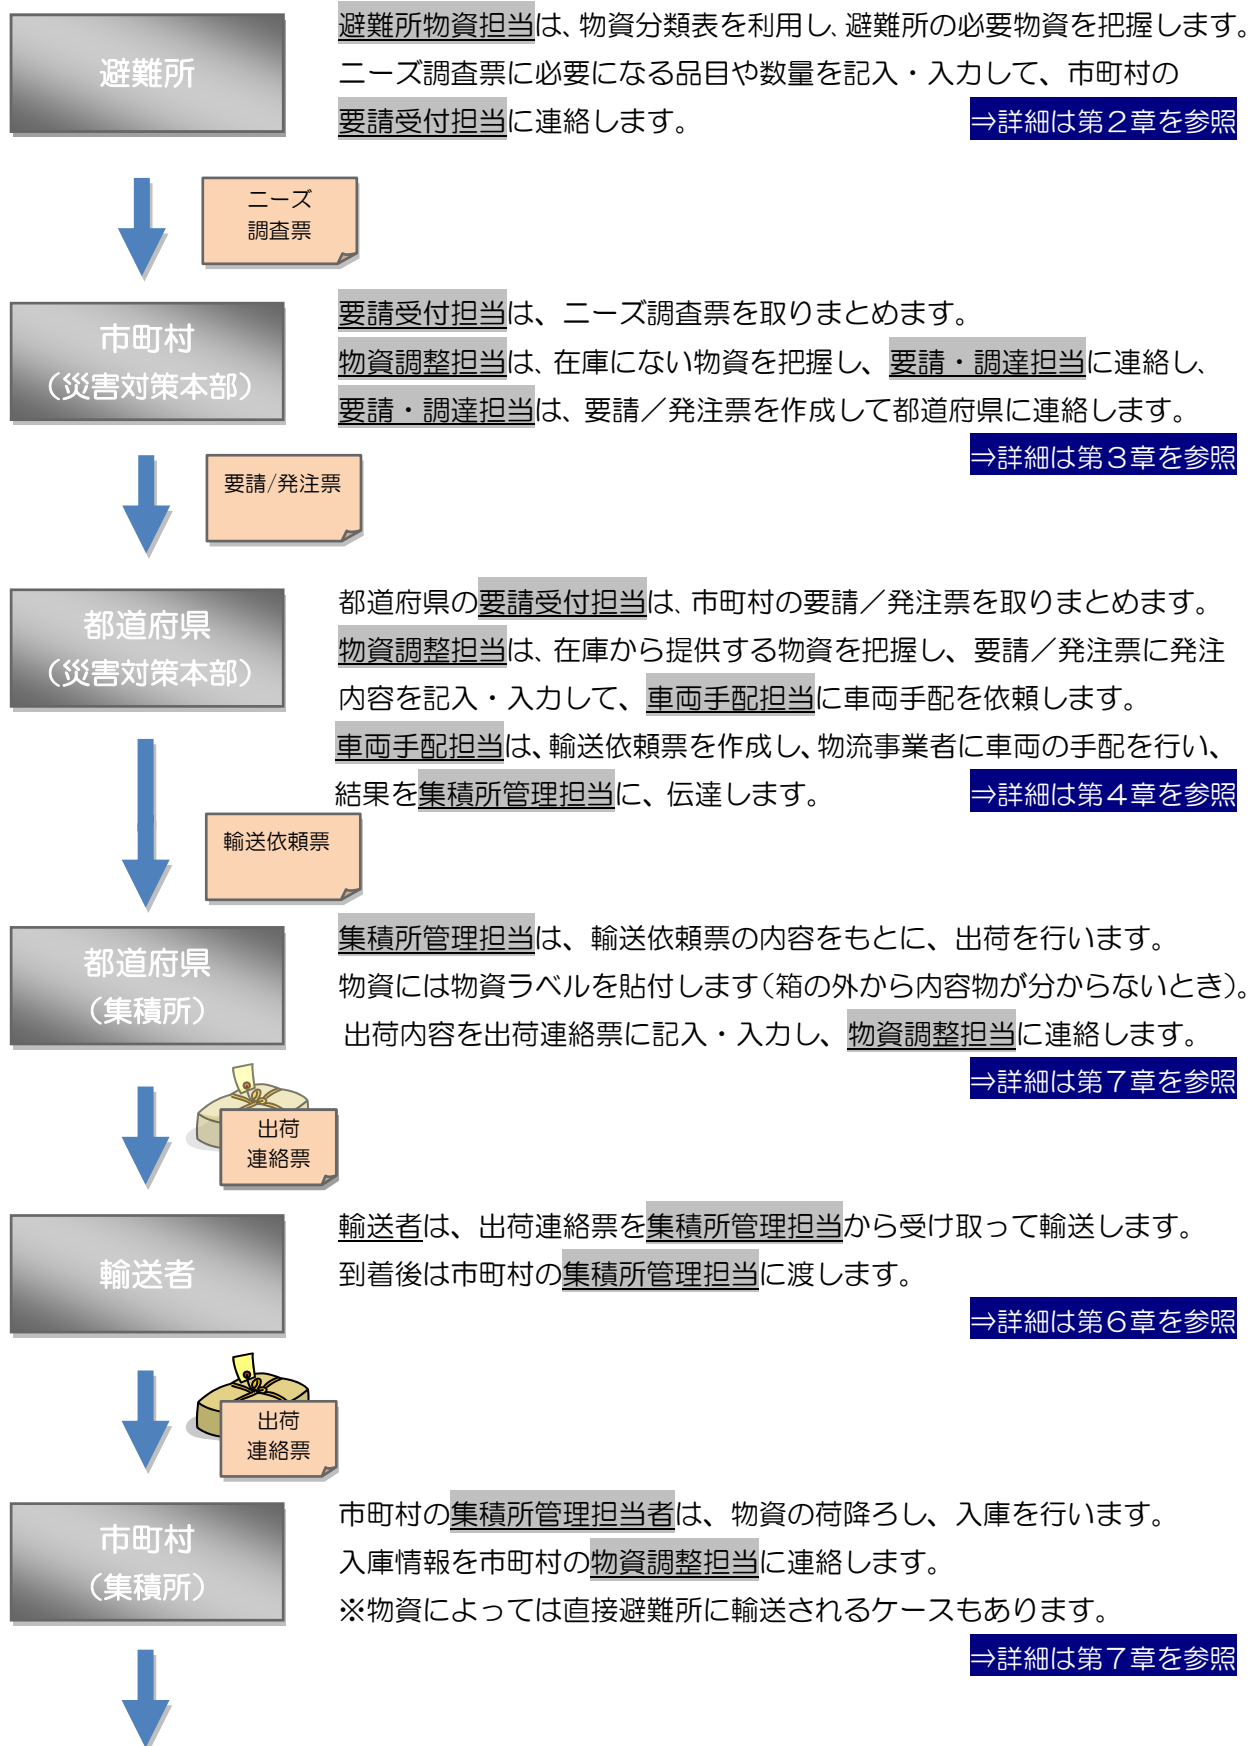 避難所
避難所物資担当は、物資分類表を利用し、避難所の必要物資を把握します。
ニーズ調査票に必要になる品目や数量を記入・入力して、市町村の
要請受付担当に連絡します。
⇒詳細は第２章を参照
ニーズ
調査票
市町村
（災害対策本部）
要請受付担当は、ニーズ調査票を取りまとめます。
物資調整担当は、在庫にない物資を把握し、要請・調達担当に連絡し、
要請・調達担当は、要請／発注票を作成して都道府県に連絡します。
⇒詳細は第３章を参照
要請/発注票
都道府県
（災害対策本部）
都道府県の要請受付担当は、市町村の要請／発注票を取りまとめます。
物資調整担当は、在庫から提供する物資を把握し、要請／発注票に発注
内容を記入・入力して、車両手配担当に車両手配を依頼します。
車両手配担当は、輸送依頼票を作成し、物流事業者に車両の手配を行い、
結果を集積所管理担当に、伝達します。
⇒詳細は第４章を参照
輸送依頼票
都道府県
（集積所）
集積所管理担当は、輸送依頼票の内容をもとに、出荷を行います。
物資には物資ラベルを貼付します（箱の外から内容物が分からないとき）。
出荷内容を出荷連絡票に記入・入力し、物資調整担当に連絡します。
⇒詳細は第７章を参照
出荷
連絡票
輸送者
輸送者は、出荷連絡票を集積所管理担当から受け取って輸送します。
到着後は市町村の集積所管理担当に渡します。
⇒詳細は第６章を参照
出荷
連絡票
市町村
（集積所）
市町村の集積所管理担当者は、物資の荷降ろし、入庫を行います。
入庫情報を市町村の物資調整担当に連絡します。
※物資によっては直接避難所に輸送されるケースもあります。
⇒詳細は第７章を参照